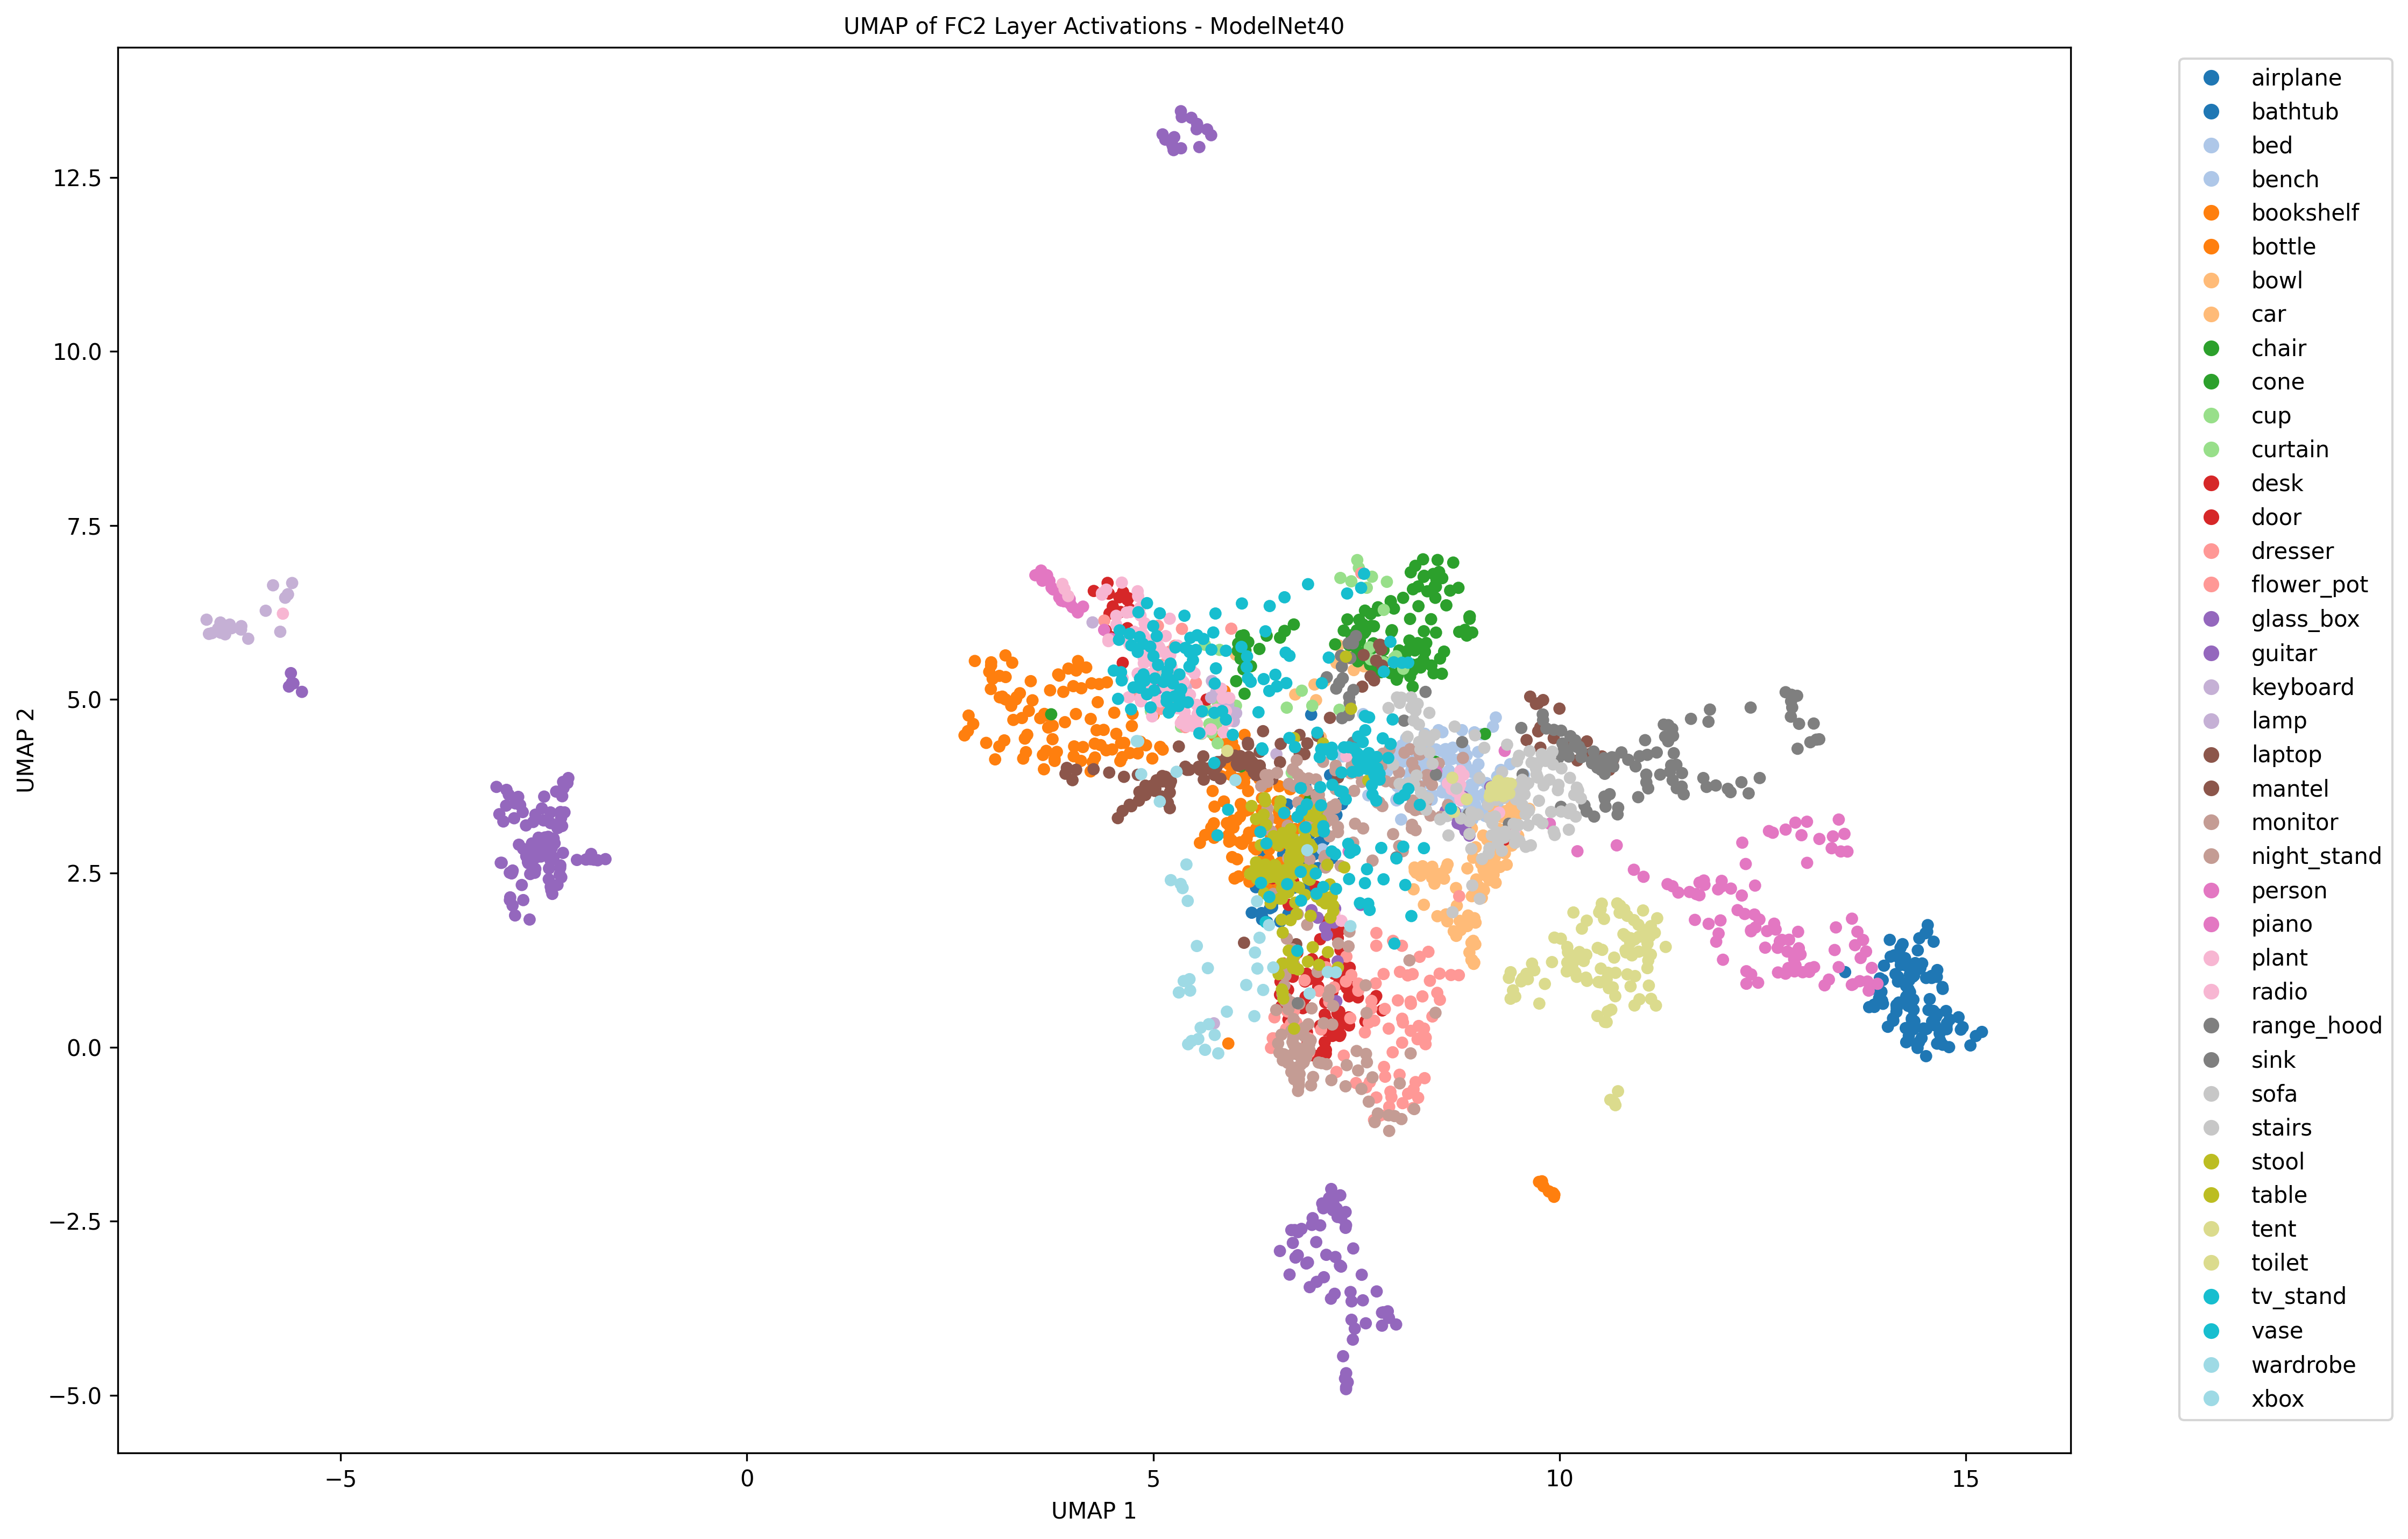 UMAP of FC2 Layer Activations - ModelNet40
12.5
10.0
7.5
5.0
2.5
0.0
−2.5
−5.0
UMAP 2
−5
0
5
10
15
UMAP 1
airplane
bathtub
bed
bench
bookshelf
bottle
bowl
car
chair
cone
cup
curtain
desk
door
dresser
flower_pot
glass_box
guitar
keyboard
lamp
laptop
mantel
monitor
night_stand
person
piano
plant
radio
range_hood
sink
sofa
stairs
stool
table
tent
toilet
tv_stand
vase
wardrobe
xbox